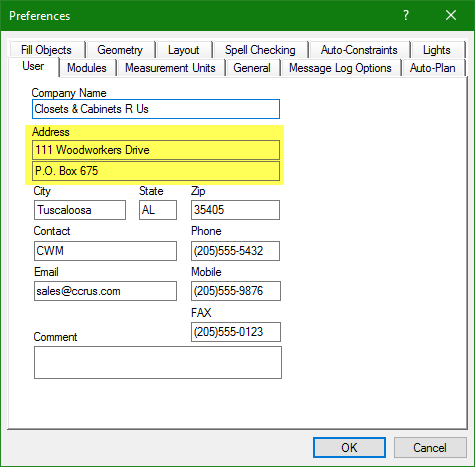 Preferences ? ×
Fill Objects Geometry Layout Spell Checking Auto-Constraints Lights
User Modules Measurement Units General Message Log Options Auto-Plan
Company Name
Closets & Cabinets R Us
Address
111 Woodworkers Drive
P.O. Box 675
City State Zip
Tuscaloosa AL 35405
Contact Phone
CWM (205)555-5432
Email Mobile
sales@ccrus.com (205)555-9876
FAX
(205)555-0123
Comment
OK Cancel